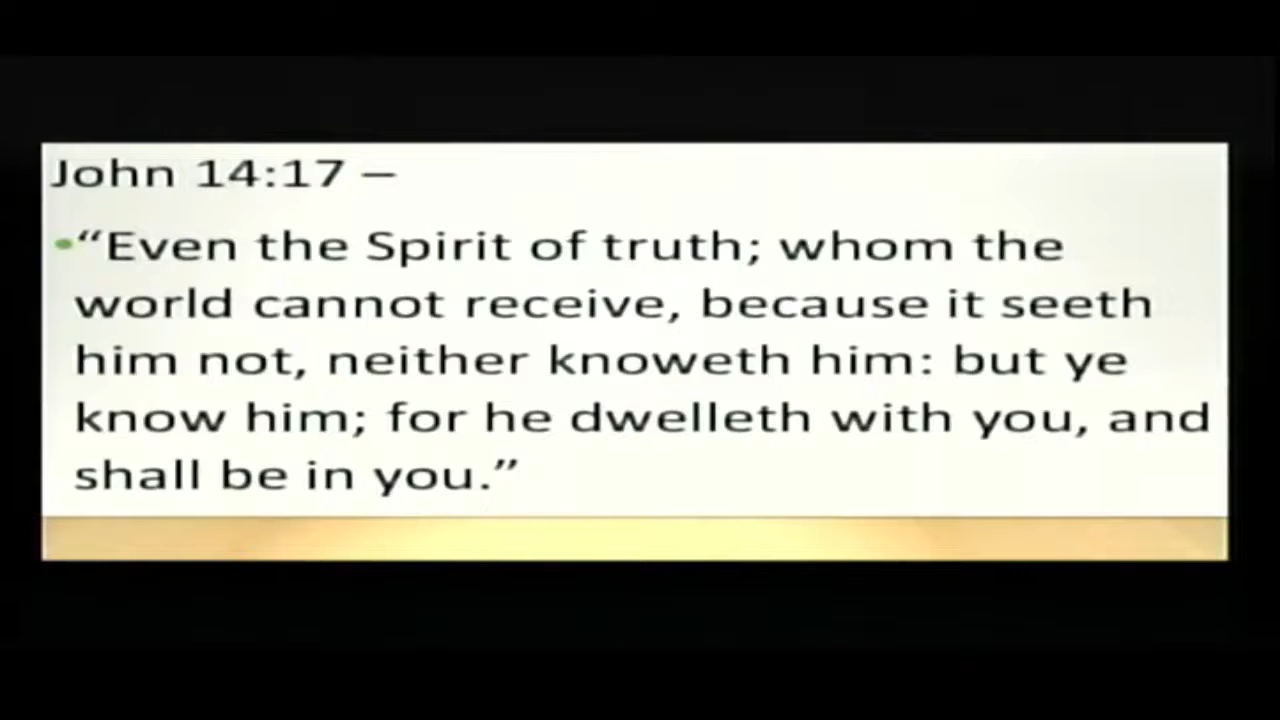 John 14:17 –
•“Even the Spirit of truth; whom the
world cannot receive, because it seeth
him not, neither knoweth him: but ye
know him; for he dwelleth with you, and
shall be in you.”